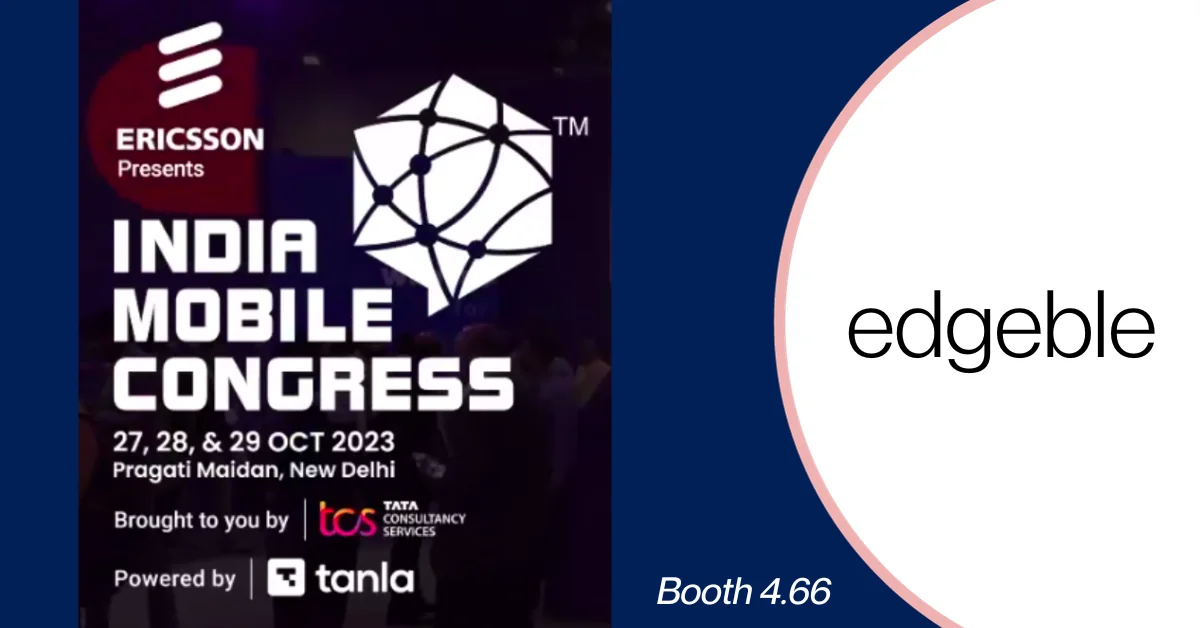 ERICSSON
Presents
TM
INDIA
MOBILE
CONGRESS
27, 28, & 29 OCT 2023
Pragati Maidan, New Delhi
Brought to you by
tcs
TATA
CONSULTANCY
SERVICES
Powered by
tanla
edgeble
Booth 4.66